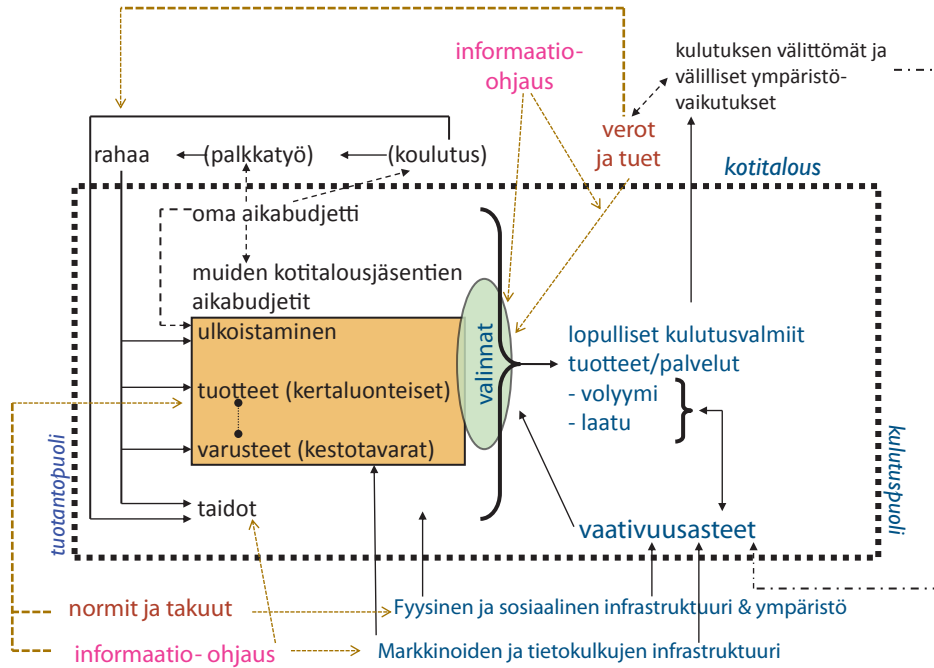 informaatio-
ohjaus
kulutuksen välittömät ja
välilliset ympäristö-
vaikutukset
verot
ja tuet
rahaa
(palkkatyö)
(koulutus)
kotitalous
oma aikabudjetti
muiden kotitalousjäsentien
aikabudjetit
ulkoistaminen
tuotteet (kertaluonteiset)
varusteet (kestotavarat)
taidot
valinnat
lopulliset kulutusvalmiit
tuotteet/palvelut
- volyymi
- laatu
tuotantopuoli
kulutuspuoli
vaativuusasteet
normit ja takuut
Fyysinen ja sosiaalinen infrastruktuuri & ympäristö
informaatio- ohjaus
Markkinoiden ja tietokulkujen infrastruktuuri